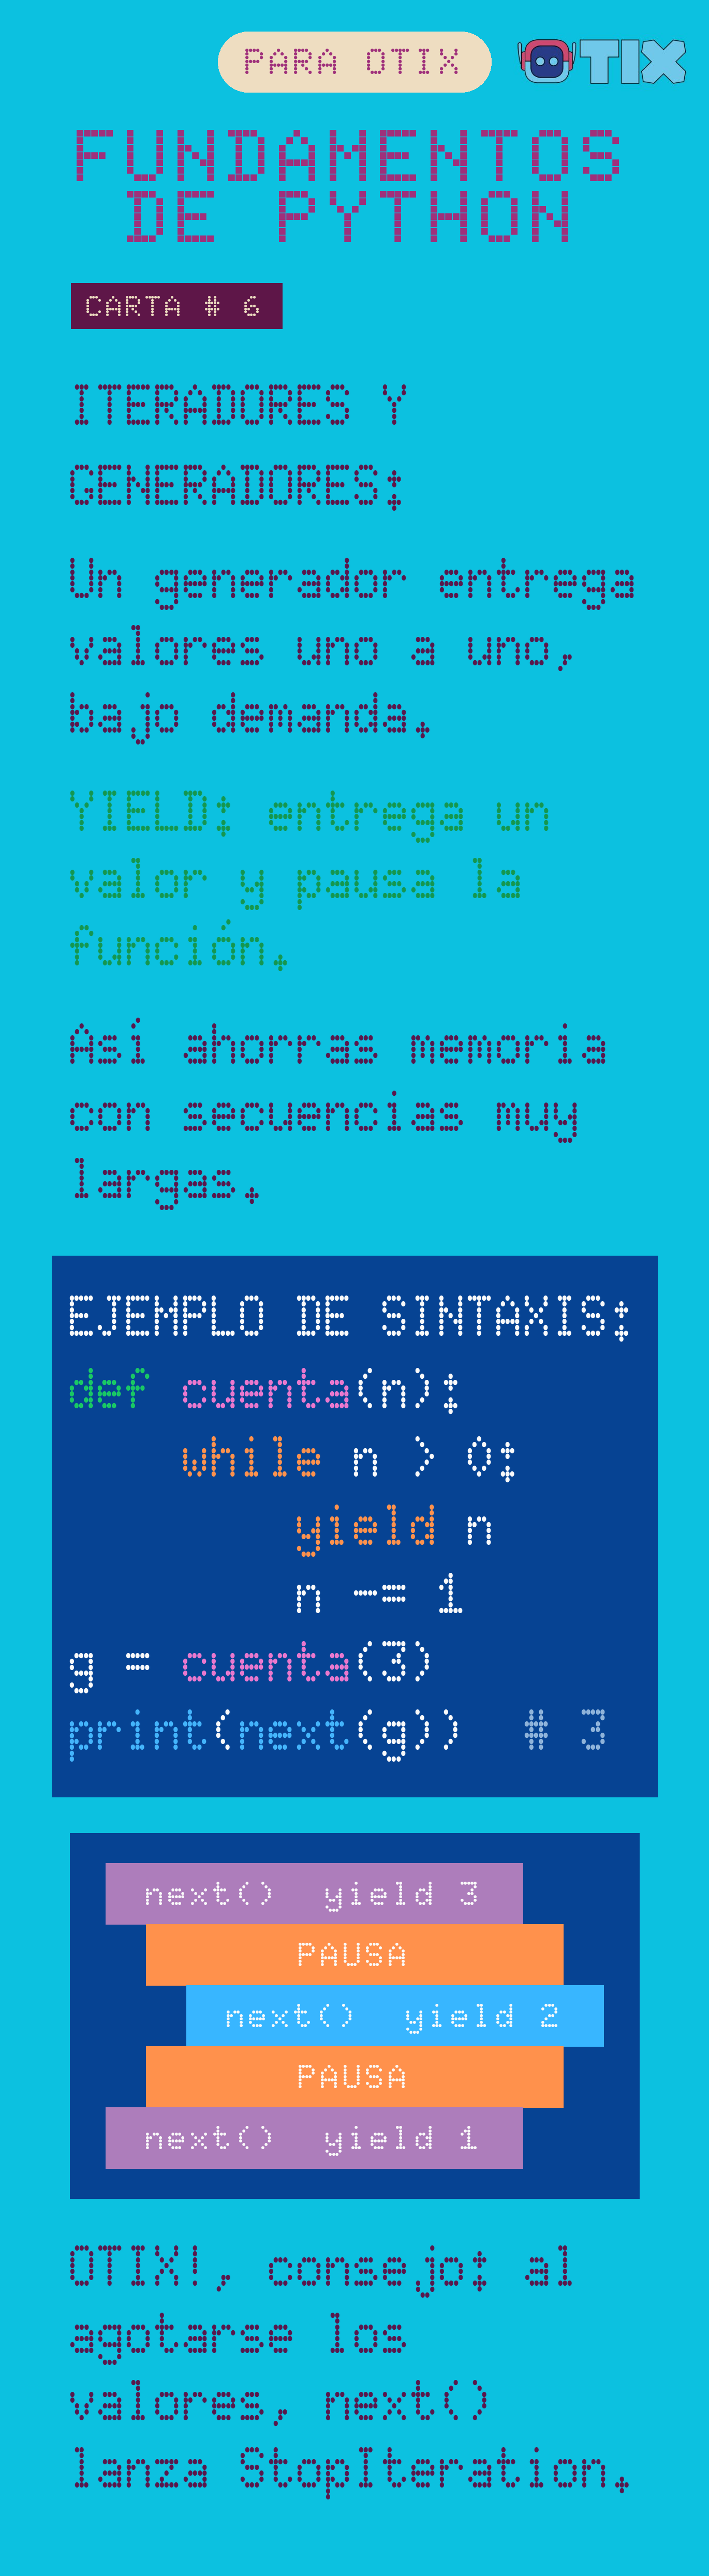 PARA OTIX
OTIX
FUNDAMENTOS
DE PYTHON
CARTA # 6
ITERADORES Y
GENERADORES:
Un generador entrega
valores uno a uno,
bajo demanda.
YIELD: entrega un
valor y pausa la
función.
Así ahorras memoria
con secuencias muy
largas.
EJEMPLO DE SINTAXIS:
def cuenta(n):
    while n > 0:
        yield n
        n -= 1
g = cuenta(3)
print(next(g))  # 3
next()  yield 3
PAUSA
next()  yield 2
PAUSA
next()  yield 1
OTIX!, consejo: al
agotarse los
valores, next()
lanza StopIteration.